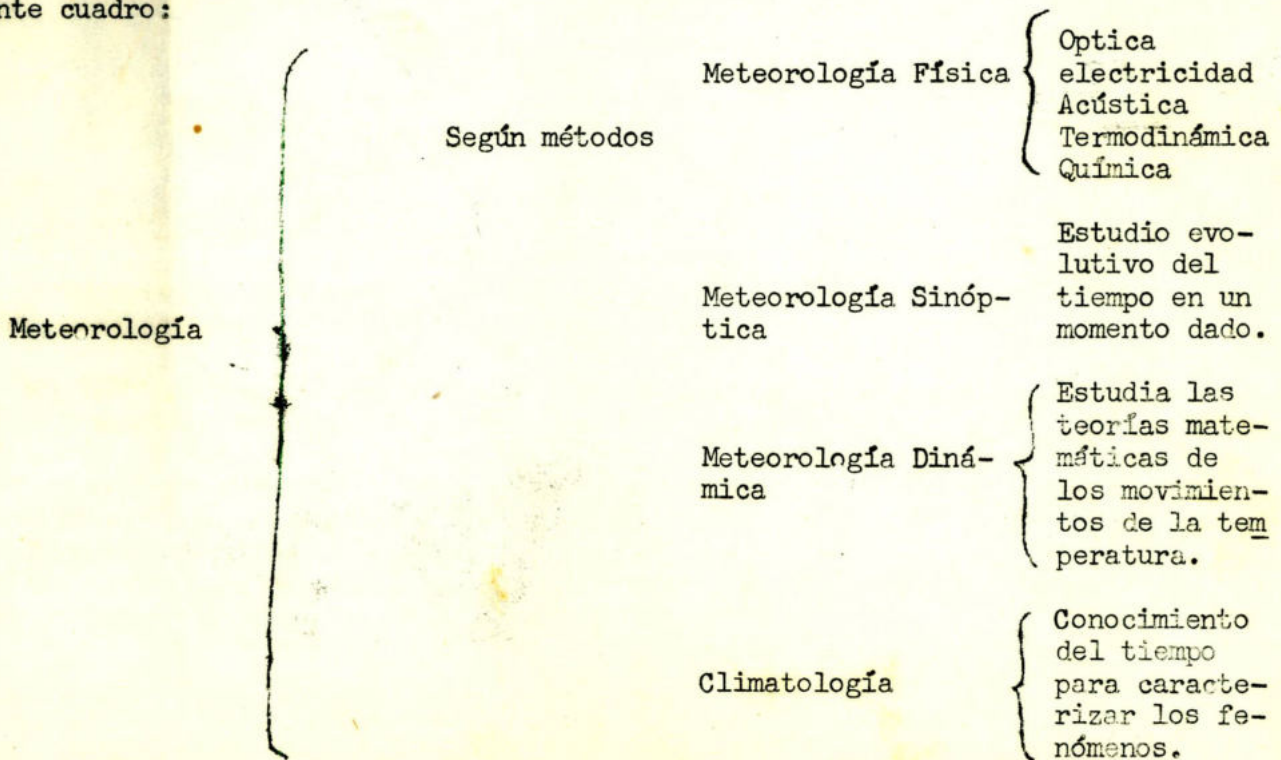 nte cuadro:
Meteorología
Según métodos
Meteorología Física
Optica
electricidad
Acústica
Termodinámica
Química
Meteorología Sinóp-
tica
Estudio evo-
lutivo del
tiempo en un
momento dado.
Meteorología Diná-
mica
Estudia las
teorías mate-
máticas de
los movimien-
tos de la tem
peratura.
Climatología
Conocimiento
del tiempo
para caracte-
rizar los fe-
nómenos.